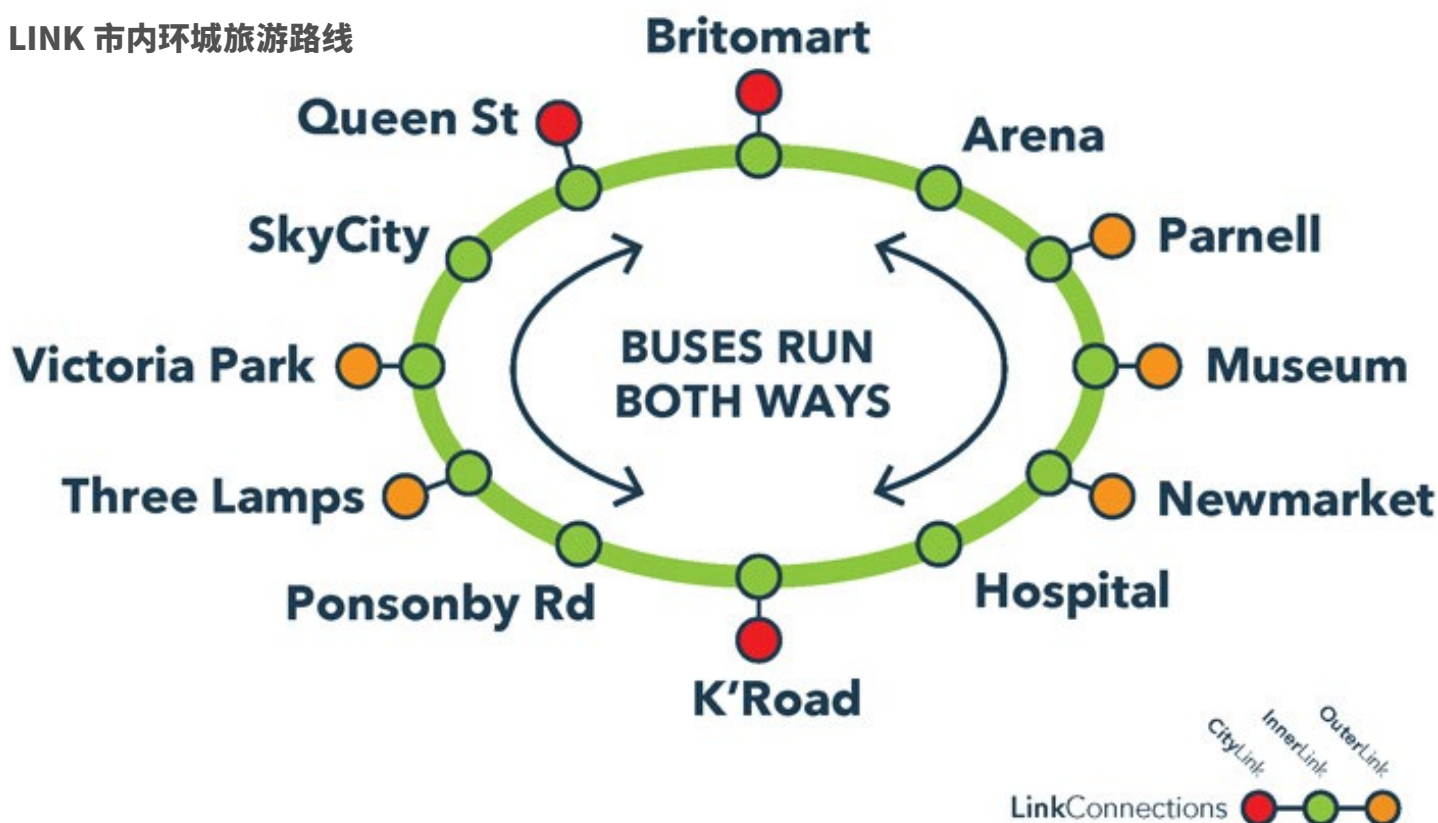 LINK 市内环城旅游路线
Britomart
Queen St
Arena
SkyCity
Parnell
BUSES RUN
BOTH WAYS
Victoria Park
Museum
Three Lamps
Newmarket
Ponsonby Rd
Hospital
K'Road
CityLink
InnerLink
OuterLink
LinkConnections